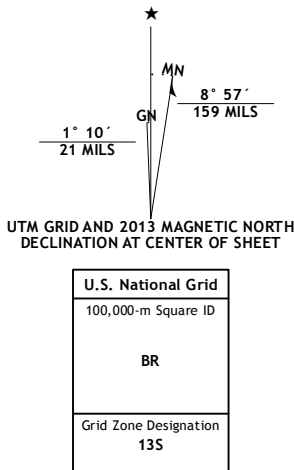 MN
GN
8° 57´
159 MILS
1° 10´
21 MILS
UTM GRID AND 2013 MAGNETIC NORTH
DECLINATION AT CENTER OF SHEET
U.S. National Grid
100,000-m Square ID
BR
Grid Zone Designation
13S